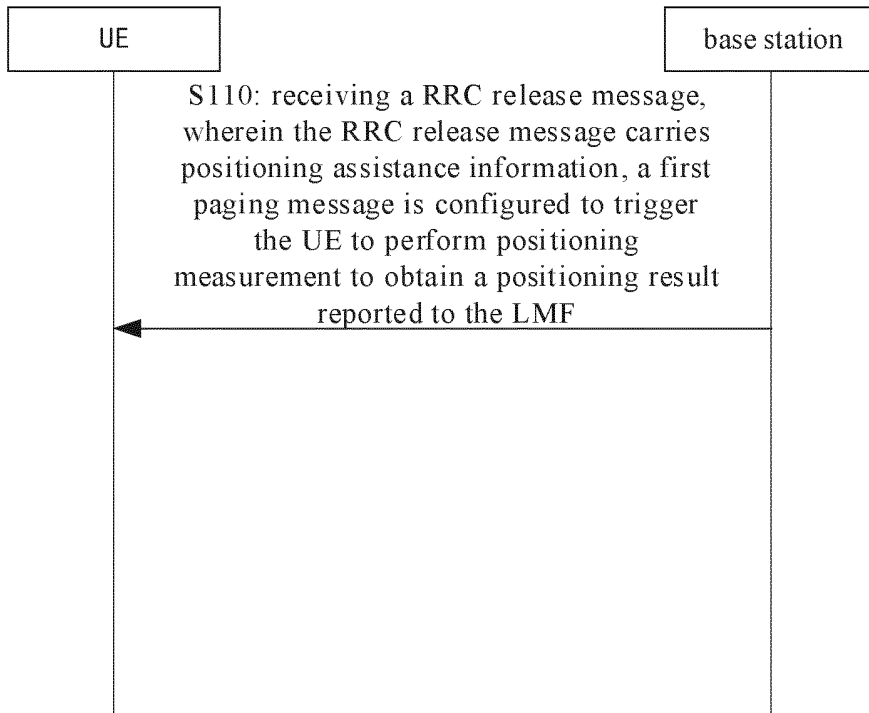 UE
base station
S110: receiving a RRC release message,
wherein the RRC release message carries
positioning assistance information, a first
paging message is configured to trigger
the UE to perform positioning
measurement to obtain a positioning result
reported to the LMF